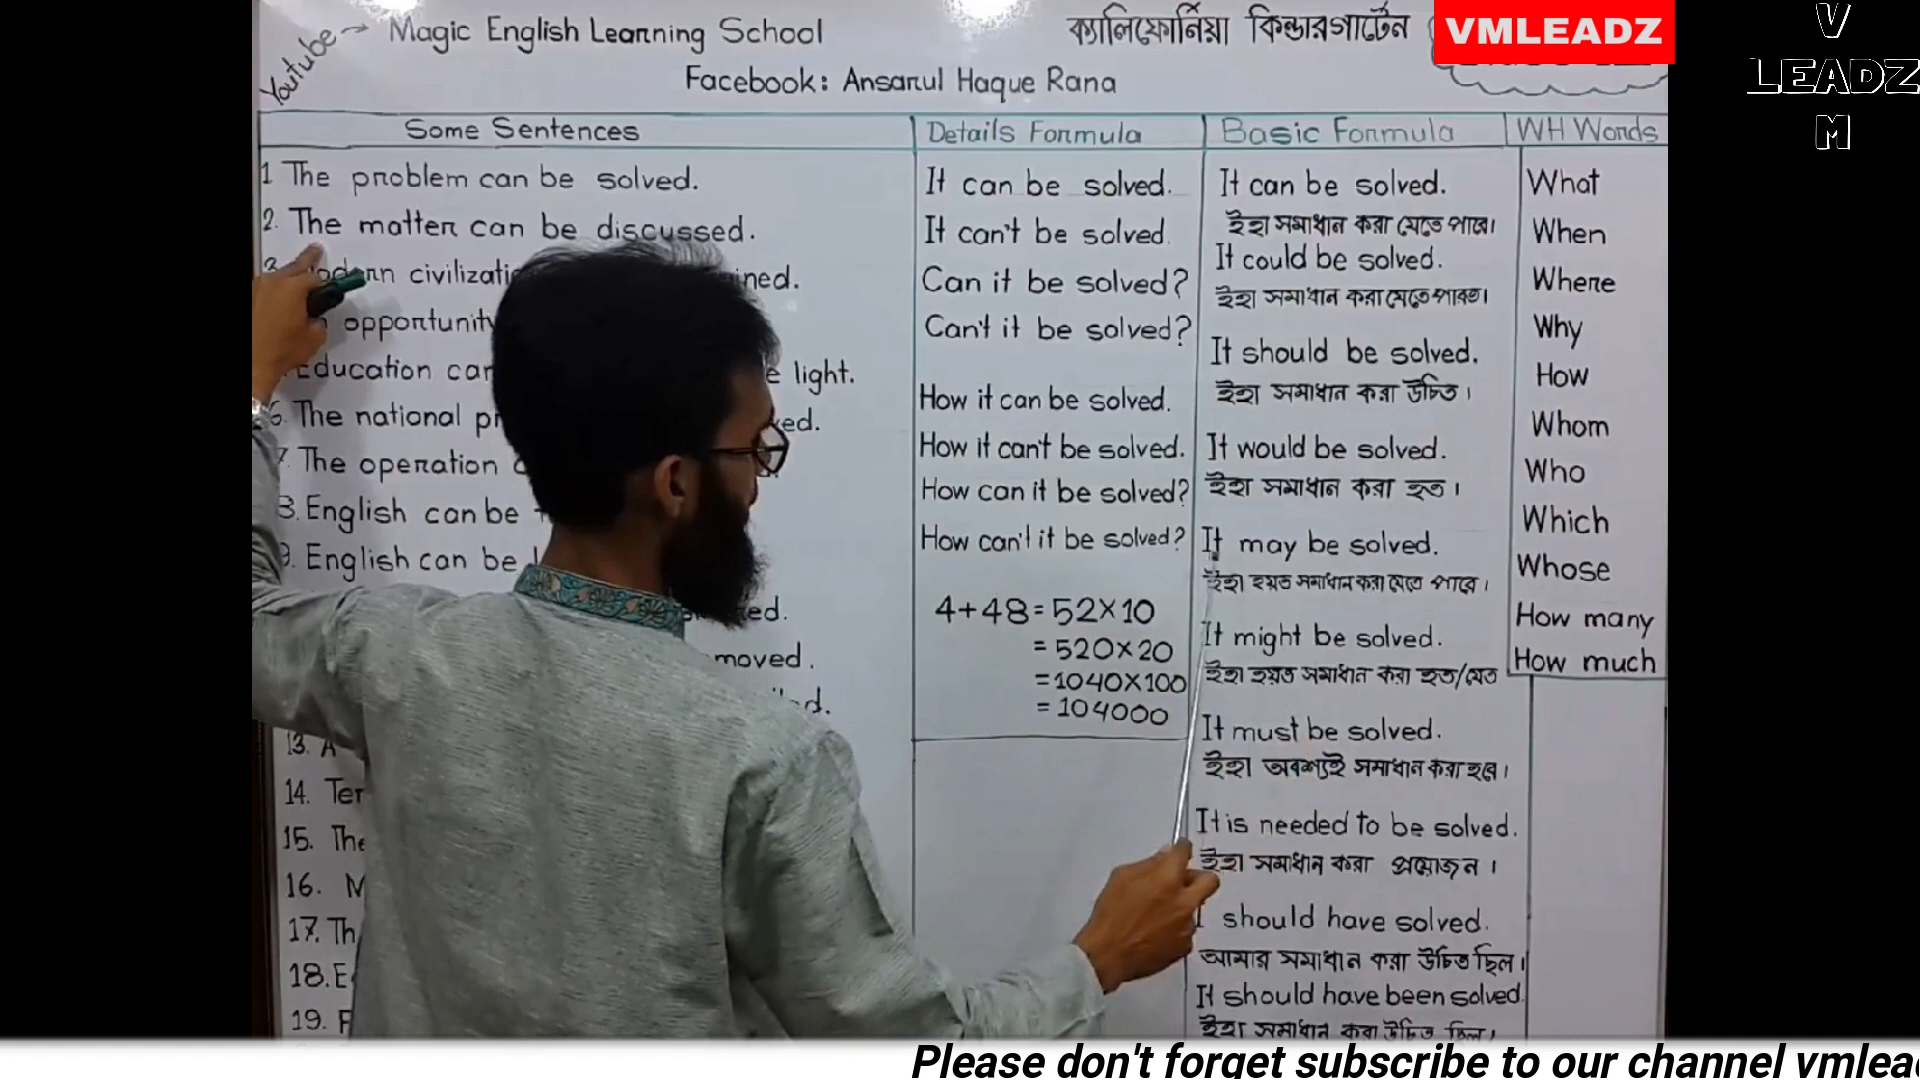 Youtube → Magic English Learning School
ক্যালিফোর্নিয়া কিন্ডারগার্টেন
VMLEADZ
V
LEADZ
M
Facebook: Ansarul Haque Rana
Some Sentences
1 The problem can be solved.
2. The matter can be discussed.
civilizati ned.
opportunity
Education can e light.
6. The national pr ved.
7. The operation
8. English can be
9. English can be l
ed.
moved.
d.
13. A
14. Ter
15. The
16. M
17. Th
18. E
19. F
Details Formula
It can be solved.
It can't be solved
Can it be solved?
Can't it be solved?
How it can be solved.
How it can't be solved.
How can it be solved?
How can't it be solved?
4+48=52×10
=520×20
=1040×100
=104000
Basic Formula
It can be solved.
ইহা সমাধান করা যেতে পারে।
It could be solved.
ইহা সমাধান করা যেতে পারত।
It should be solved.
ইহা সমাধান করা উচিত।
It would be solved.
ইহা সমাধান করা হত।
It may be solved.
ইহা হয়ত সমাধান করা যেতে পারে।
It might be solved.
ইহা হয়ত সমাধান করা হত/যেত
It must be solved.
ইহা অবশ্যই সমাধান করা হবে।
It is needed to be solved.
ইহা সমাধান করা প্রয়োজন।
I should have solved.
আমার সমাধান করা উচিত ছিল।
It should have been solved.
ইহা সমাধান করা উচিত ছিল।
WH Words
What
When
Where
Why
How
Whom
Who
Which
Whose
How many
How much
Please don't forget subscribe to our channel vmlea